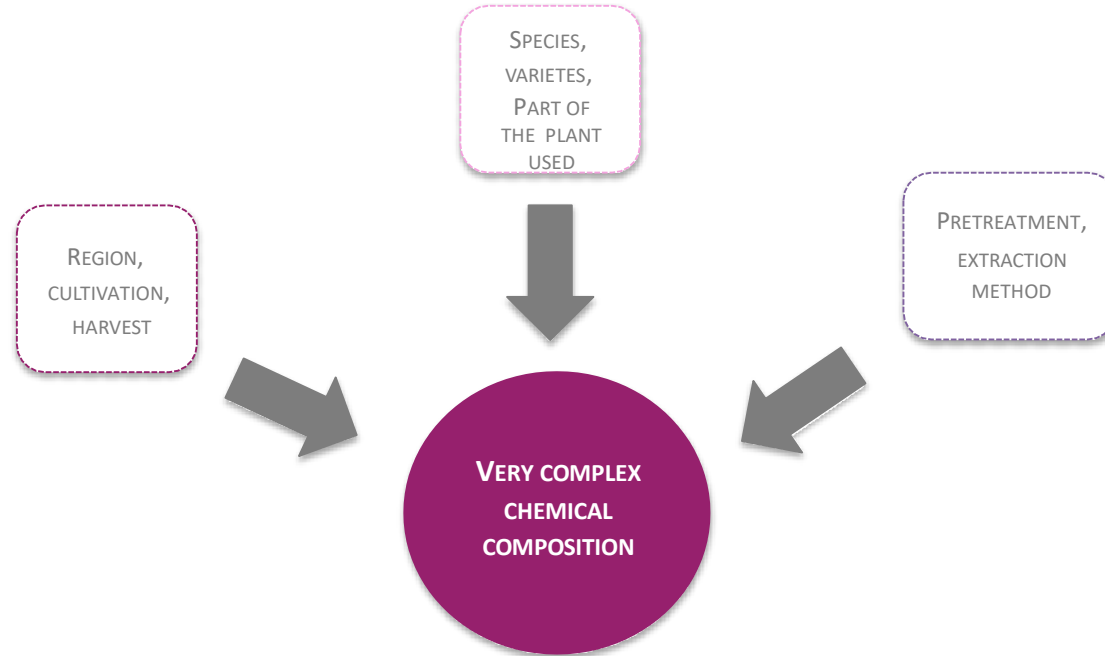 SPECIES,
VARIETES,
PART OF
THE PLANT
USED
REGION,
CULTIVATION,
HARVEST
PRETREATMENT,
EXTRACTION
METHOD
VERY COMPLEX
CHEMICAL
COMPOSITION